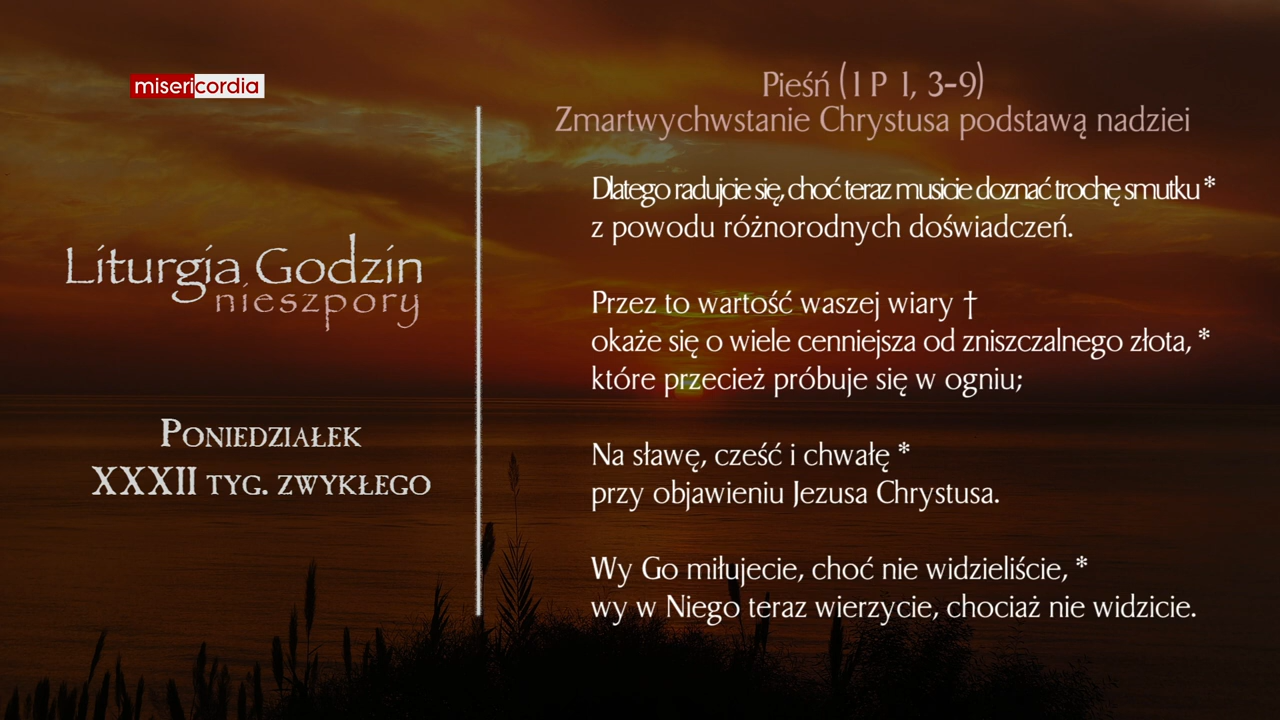 misericordia
Liturgia Godzin
nieszpory
Poniedziałek
XXXII tyg. zwykłego
Pieśń (1 P 1, 3-9)
Zmartwychwstanie Chrystusa podstawą nadziei
Dlatego radujcie się, choć teraz musicie doznać trochę smutku *
z powodu różnorodnych doświadczeń.
Przez to wartość waszej wiary †
okaże się o wiele cenniejsza od zniszczalnego złota, *
które przecież próbuje się w ogniu;
Na sławę, cześć i chwałę *
przy objawieniu Jezusa Chrystusa.
Wy Go miłujecie, choć nie widzieliście, *
wy w Niego teraz wierzycie, chociaż nie widzicie.